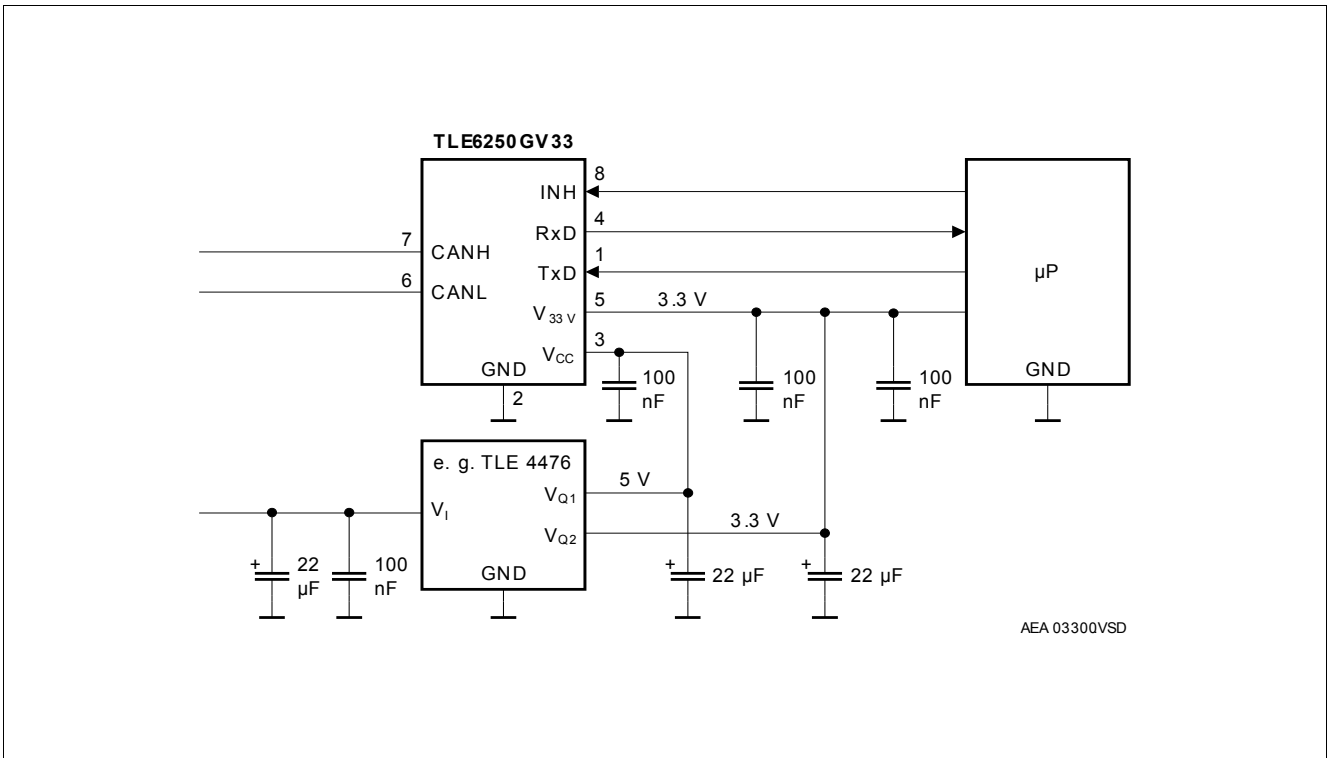 TLE6250GV33
8
INH
4
RxD
7
CANH
1
TxD
µP
6
CANL
5
3.3 V
V33 V
3
VCC
GND
2
100
nF
100
nF
100
nF
GND
e. g. TLE 4476
5 V
VQ1
VI
3.3 V
VQ2
+
22
µF
100
nF
GND
+
22 µF
+
22 µF
AEA 03300.VSD